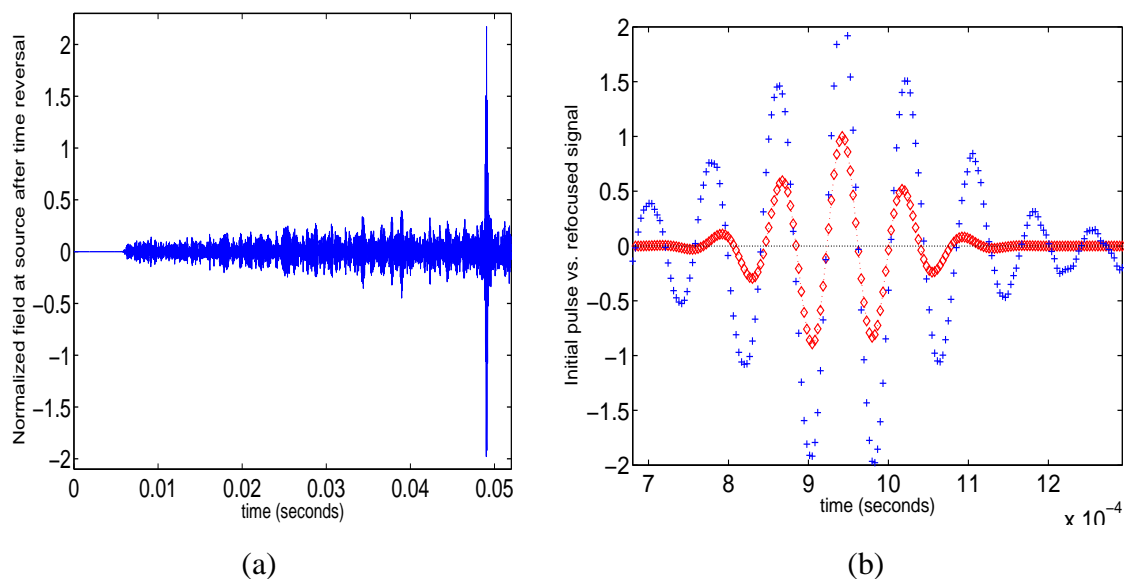 Normalized field at source after time reversal
2
1.5
1
0.5
0
−0.5
−1
−1.5
−2
0 0.01 0.02 0.03 0.04 0.05
time (seconds)
(a)
Initial pulse vs. refocused signal
2
1.5
1
0.5
0
−0.5
−1
−1.5
−2
7 8 9 10 11 12
time (seconds)
x 10⁻⁴
(b)